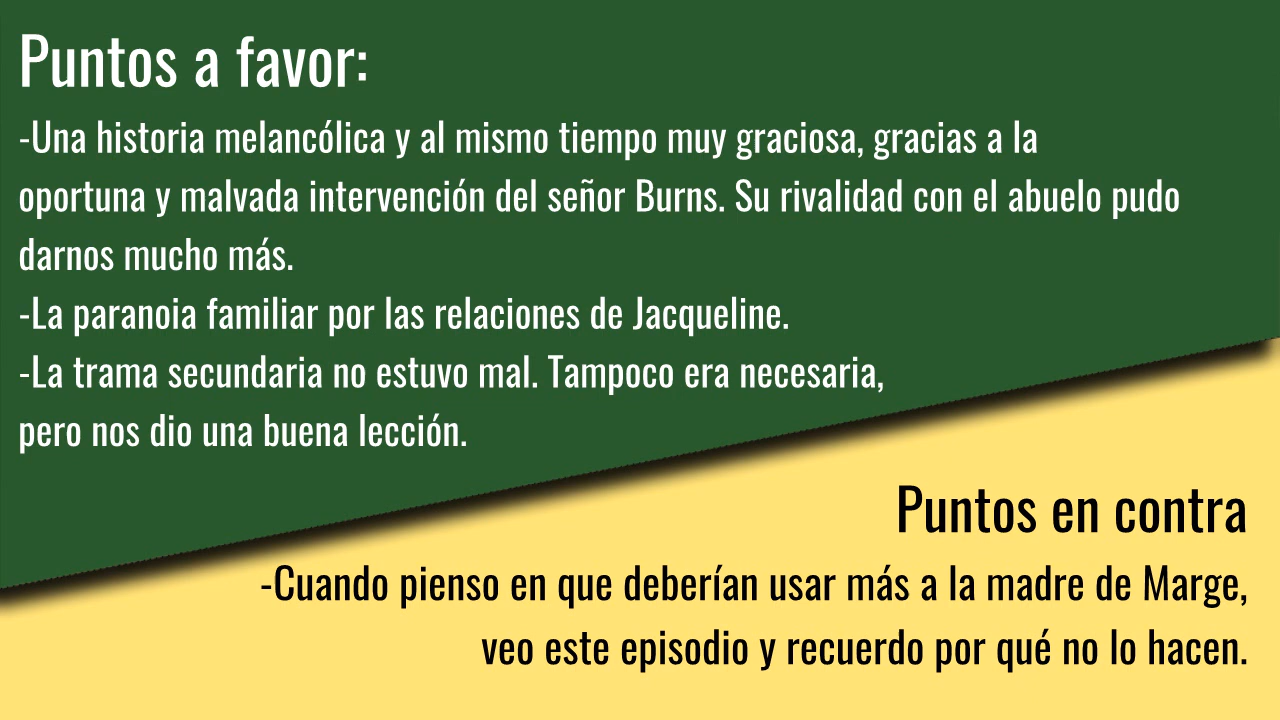 Puntos a favor:
-Una historia melancólica y al mismo tiempo muy graciosa, gracias a la
oportuna y malvada intervención del señor Burns. Su rivalidad con el abuelo pudo
darnos mucho más.
-La paranoia familiar por las relaciones de Jacqueline.
-La trama secundaria no estuvo mal. Tampoco era necesaria,
pero nos dio una buena lección.
Puntos en contra
-Cuando pienso en que deberían usar más a la madre de Marge,
veo este episodio y recuerdo por qué no lo hacen.